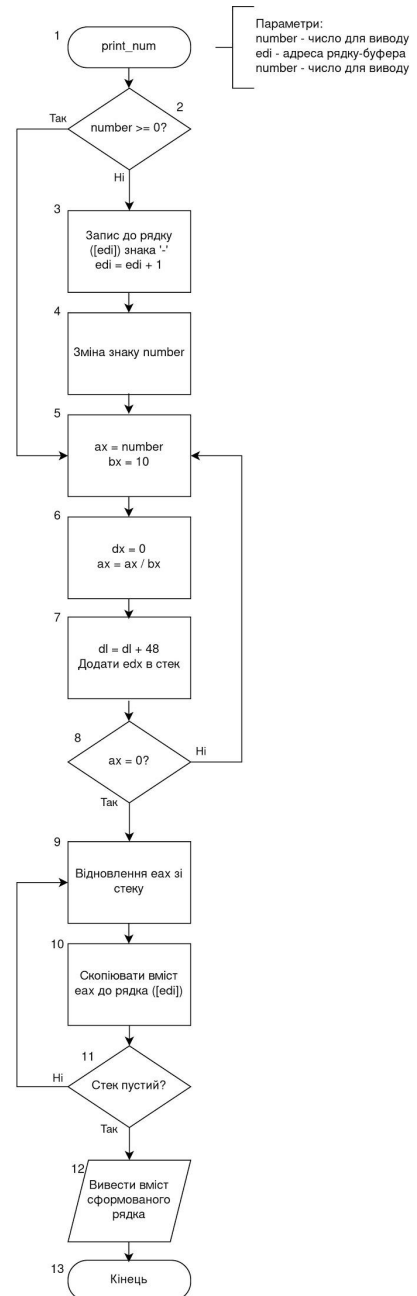 1
print_num
Параметри:
number - число для виводу
edi - адреса рядку-буфера
number - число для виводу
2
number >= 0?
Так
Ні
3
Запис до рядку
([edi]) знака '-'
edi = edi + 1
4
Зміна знаку number
5
ax = number
bx = 10
6
dx = 0
ax = ax / bx
7
dl = dl + 48
Додати edx в стек
8
ax = 0?
Ні
Так
9
Відновлення eax зі
стеку
10
Скопіювати вміст
eax до рядка ([edi])
11
Стек пустий?
Ні
Так
12
Вивести вміст
сформованого
рядка
13
Кінець